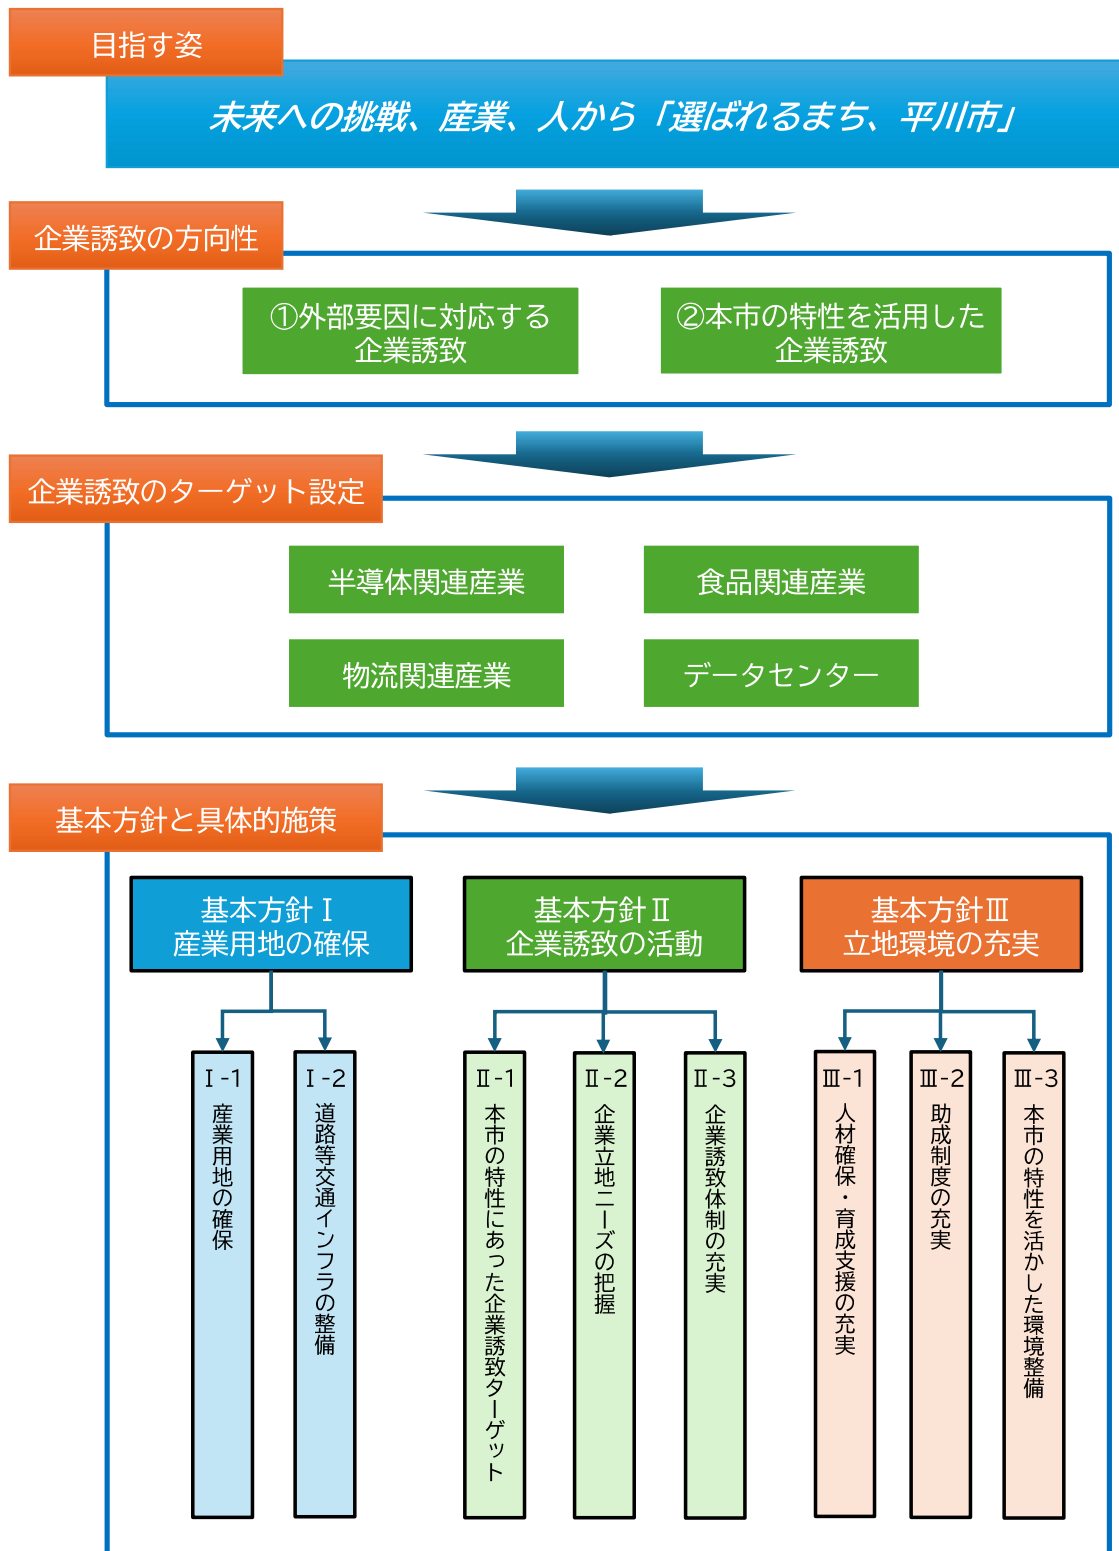 目指す姿
未来への挑戦、産業、人から「選ばれるまち、平川市」
企業誘致の方向性
①外部要因に対応する
企業誘致
②本市の特性を活用した
企業誘致
企業誘致のターゲット設定
半導体関連産業
食品関連産業
物流関連産業
データセンター
基本方針と具体的施策
基本方針Ⅰ
産業用地の確保
基本方針Ⅱ
企業誘致の活動
基本方針Ⅲ
立地環境の充実
Ⅰ-1
産業用地の確保
Ⅰ-2
道路等交通インフラの整備
Ⅱ-1
本市の特性にあった企業誘致ターゲット
Ⅱ-2
企業立地ニーズの把握
Ⅱ-3
企業誘致体制の充実
Ⅲ-1
人材確保・育成支援の充実
Ⅲ-2
助成制度の充実
Ⅲ-3
本市の特性を活かした環境整備